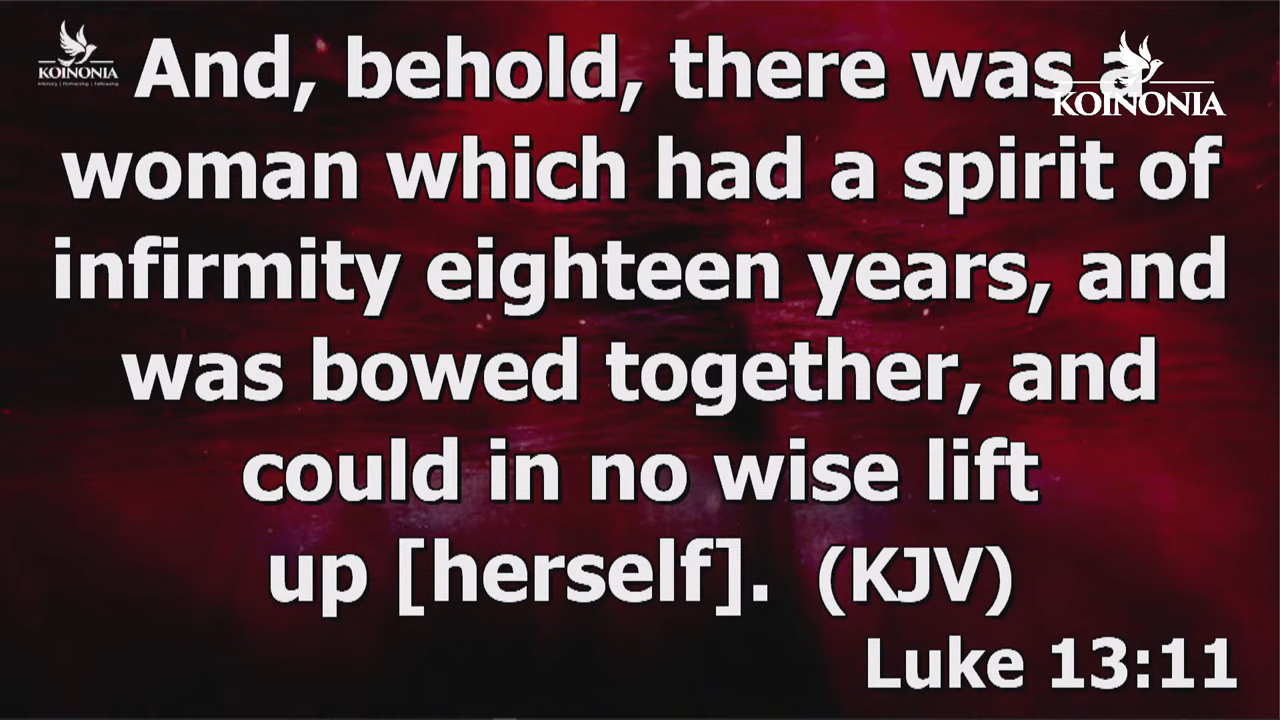 KOINONIA
KOINONIA
And, behold, there was a
woman which had a spirit of
infirmity eighteen years, and
was bowed together, and
could in no wise lift
up [herself]. (KJV)
Luke 13:11